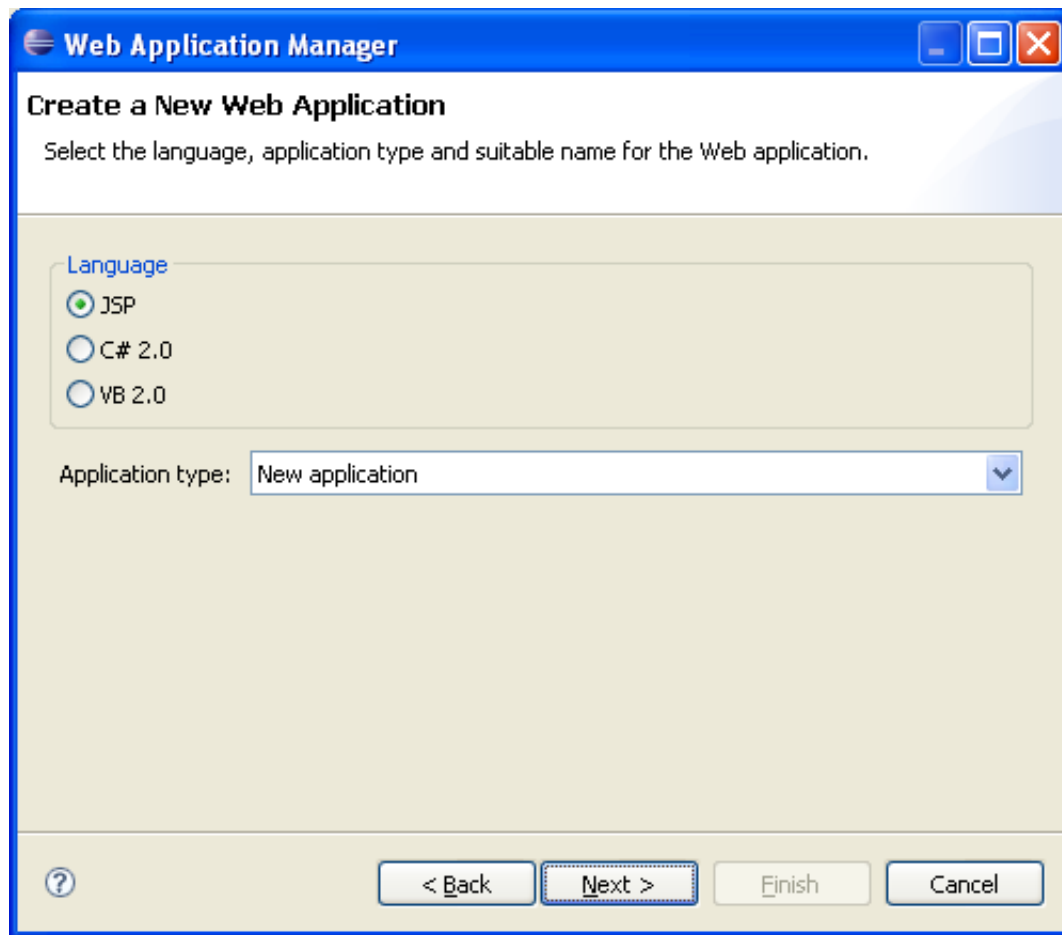 Web Application Manager
Create a New Web Application
Select the language, application type and suitable name for the Web application.
Language
JSP
C# 2.0
VB 2.0
Application type: New application
?
< Back Next > Finish Cancel